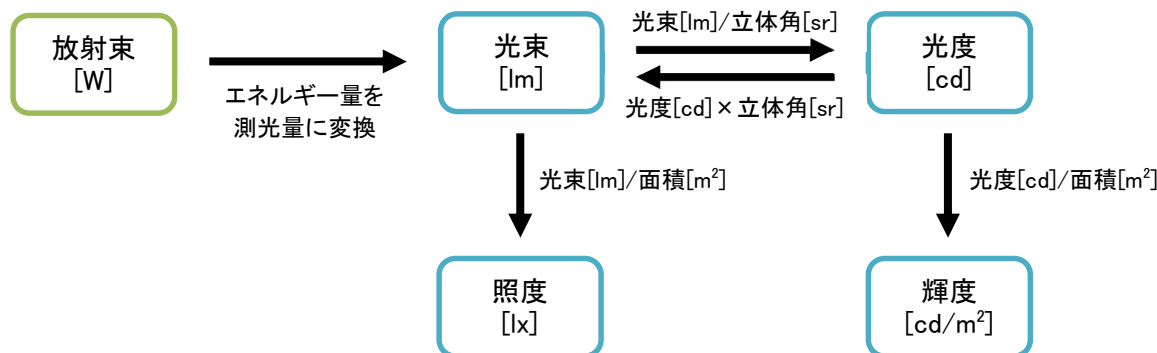 放射束
[W]
エネルギー量を
測光量に変換
光束
[lm]
光束[lm]/立体角[sr]
光度[cd]×立体角[sr]
光度
[cd]
光束[lm]/面積[m²]
光度[cd]/面積[m²]
照度
[lx]
輝度
[cd/m²]